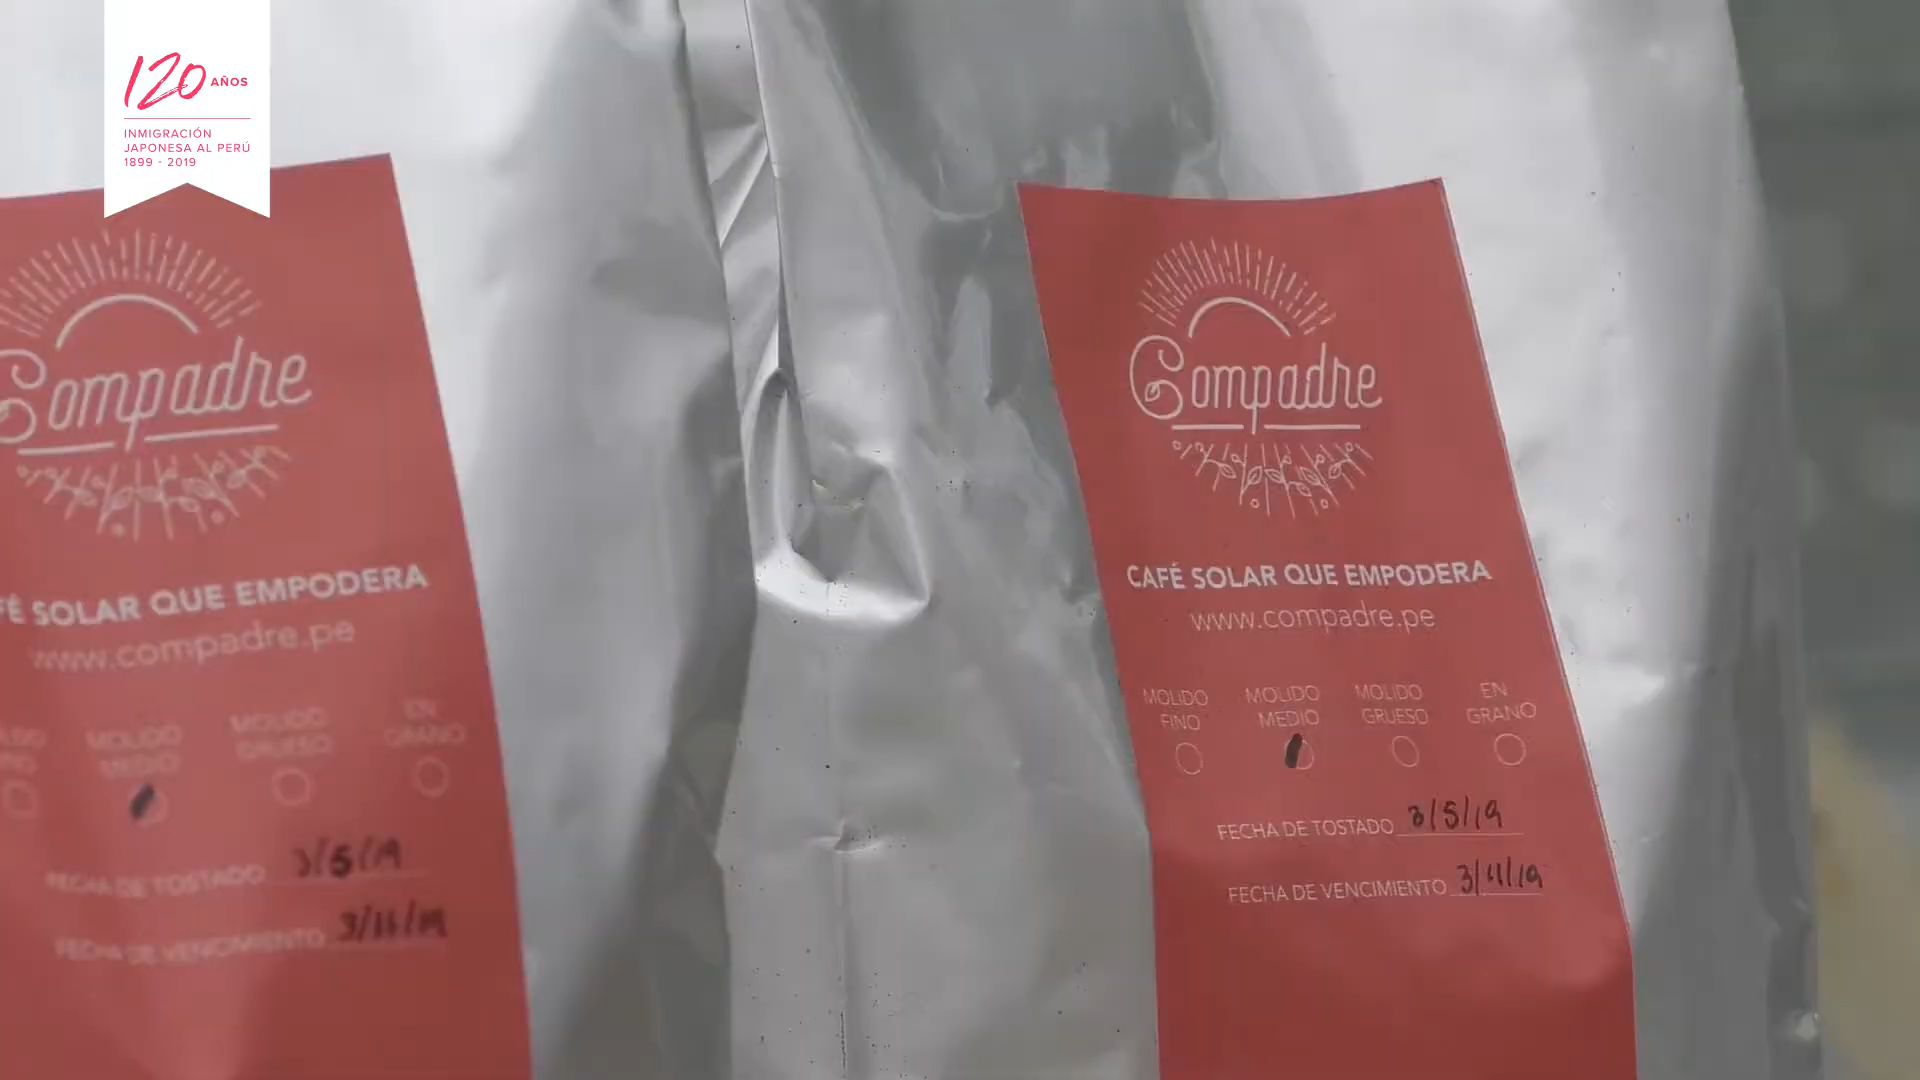 120 AÑOS
INMIGRACIÓN
JAPONESA AL PERÚ
1899 - 2019
Compadre
SOLAR QUE EMPODERA
www.compadre.pe
MOLIDO
MEDIO
MOLIDO
GRUESO
EN
GRANO
FECHA DE TOSTADO 3/5/19
FECHA DE VENCIMIENTO 3/11/19
Compadre
CAFÉ SOLAR QUE EMPODERA
www.compadre.pe
MOLIDO
FINO
MOLIDO
MEDIO
MOLIDO
GRUESO
EN
GRANO
FECHA DE TOSTADO 3/5/19
FECHA DE VENCIMIENTO 3/11/19